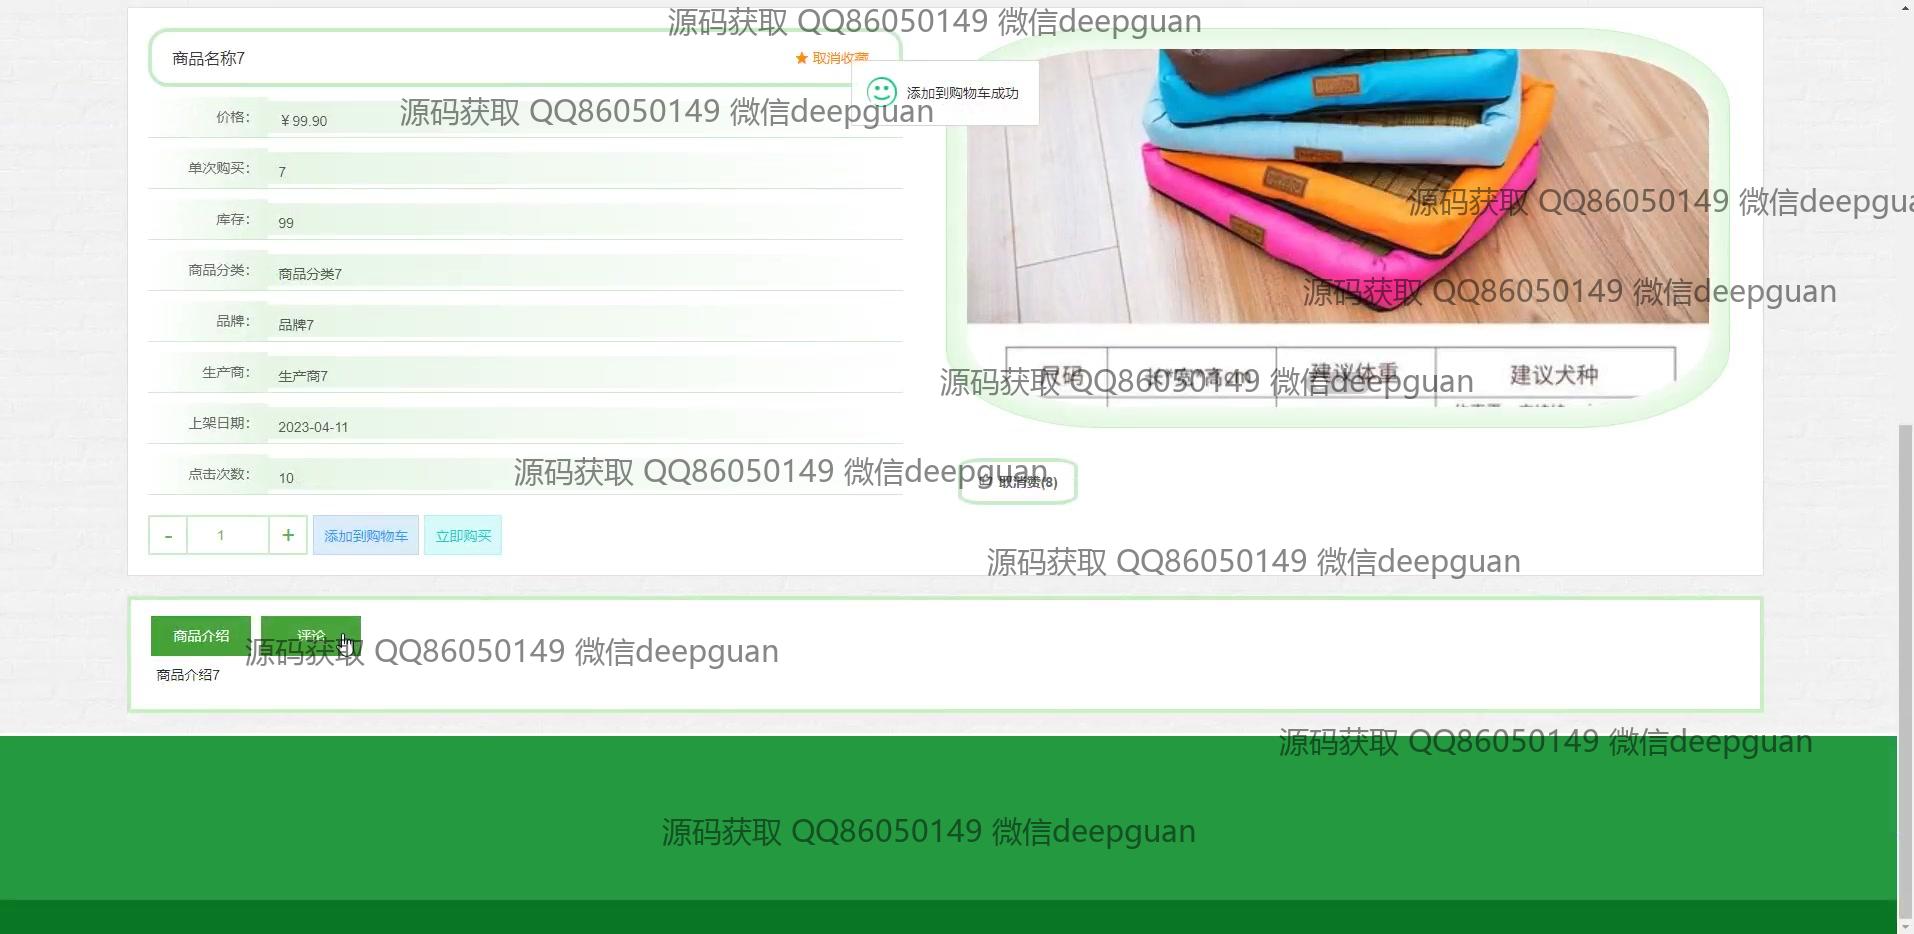 源码获取 QQ86050149 微信deepguan
商品名称7
★ 取消收藏
添加到购物车成功
源码获取 QQ86050149 微信deepguan
价格: ￥99.90
单次购买: 7
源码获取 QQ86050149 微信deepgua
库存: 99
商品分类: 商品分类7
源码获取 QQ86050149 微信deepguan
品牌: 品牌7
生产商: 生产商7
尺码 长*宽*高cm 建议体重 建议犬种
源码获取 QQ86050149 微信deepguan
上架日期: 2023-04-11
点击次数: 10
源码获取 QQ86050149 微信deepguan
取消赞(8)
- 1 + 添加到购物车 立即购买
源码获取 QQ86050149 微信deepguan
商品介绍 评论
源码获取 QQ86050149 微信deepguan
商品介绍7
源码获取 QQ86050149 微信deepguan
源码获取 QQ86050149 微信deepguan